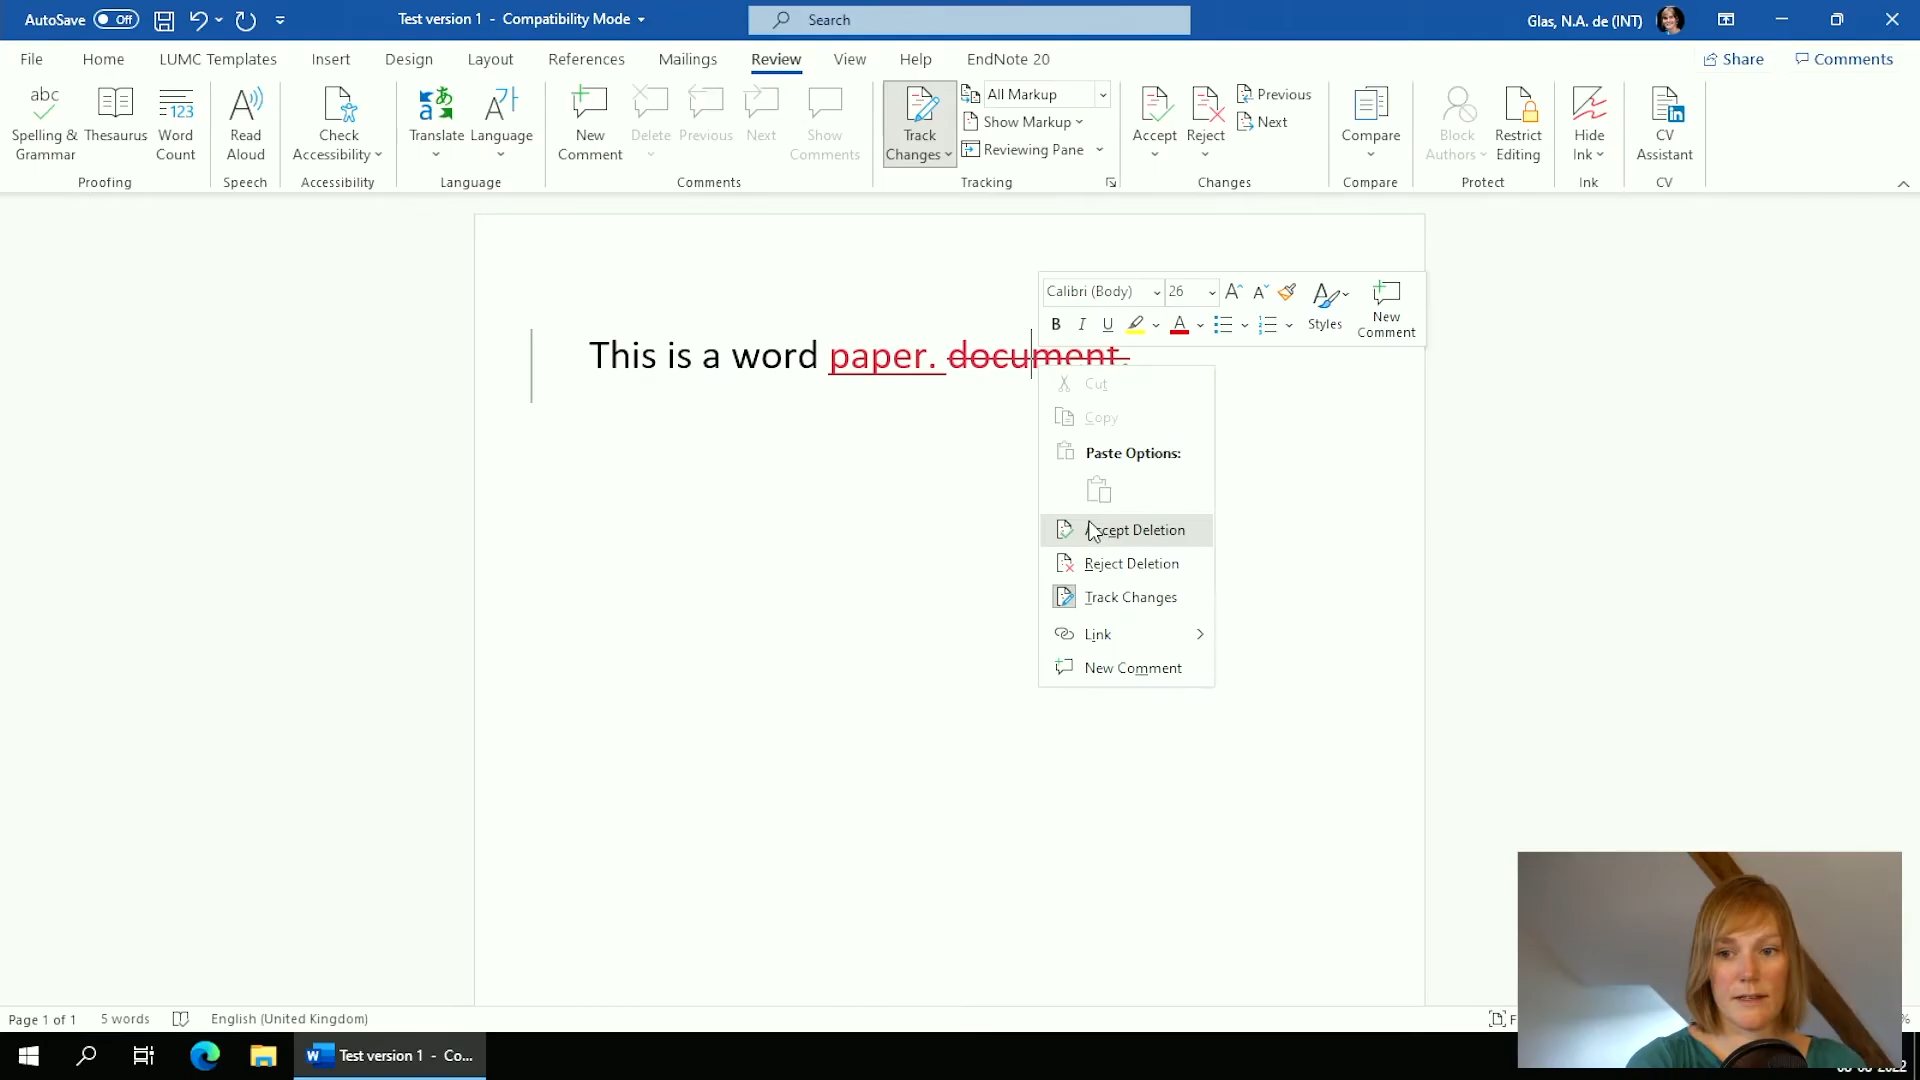 AutoSave Off
Test version 1 - Compatibility Mode
Search
Glas, N.A. de (INT)
File Home LUMC Templates Insert Design Layout References Mailings Review View Help EndNote 20
Share Comments
abc
Spelling & Grammar
Thesaurus
123
Word Count
Read Aloud
Check Accessibility
Translate
Language
New Comment
Delete
Previous
Next
Show Comments
Track Changes
All Markup
Show Markup
Reviewing Pane
Accept
Reject
Previous
Next
Compare
Block Authors
Restrict Editing
Hide Ink
CV Assistant
Proofing Speech Accessibility Language Comments Tracking Changes Compare Protect Ink CV
Calibri (Body) 26
B I U A Styles
New Comment
This is a word paper. document.
Cut
Copy
Paste Options:
Accept Deletion
Reject Deletion
Track Changes
Link
New Comment
Page 1 of 1 5 words English (United Kingdom)
Test version 1 - Co...